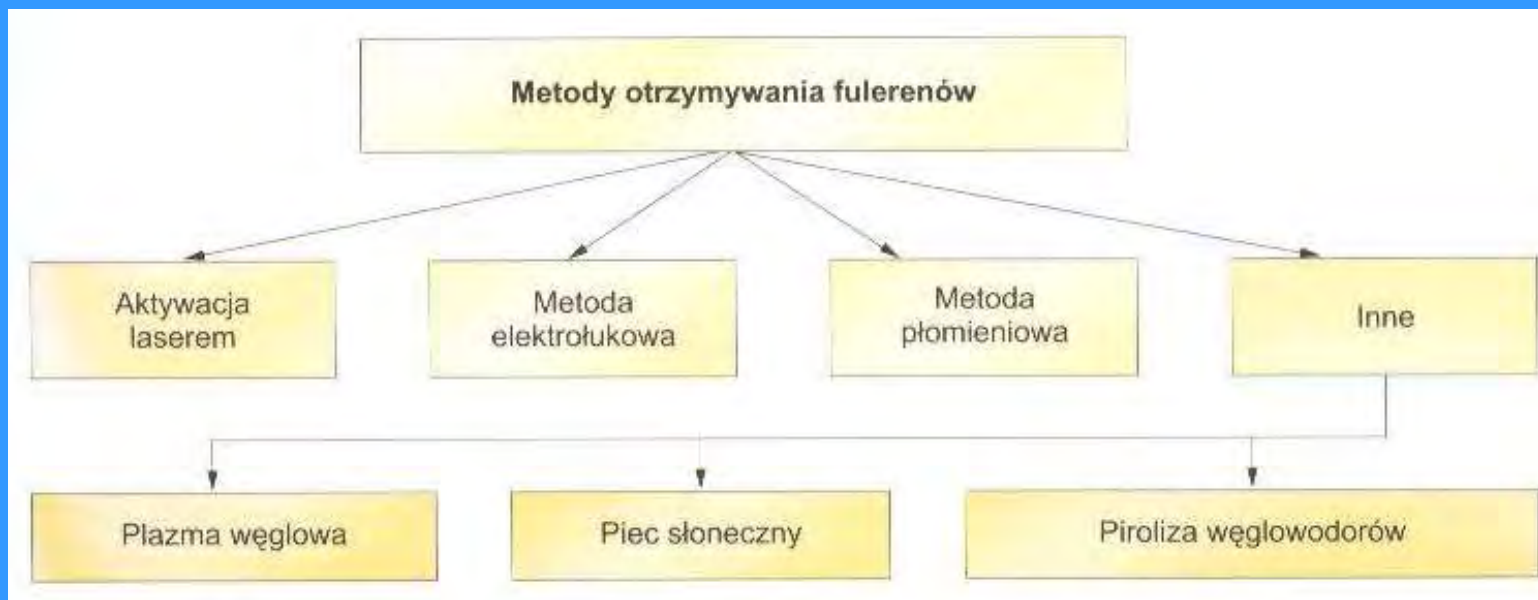 Metody otrzymywania fulerenów
Aktywacja
laserem
Metoda
elektrołukowa
Metoda
płomieniowa
Inne
Plazma węglowa
Piec słoneczny
Piroliza węglowodorów